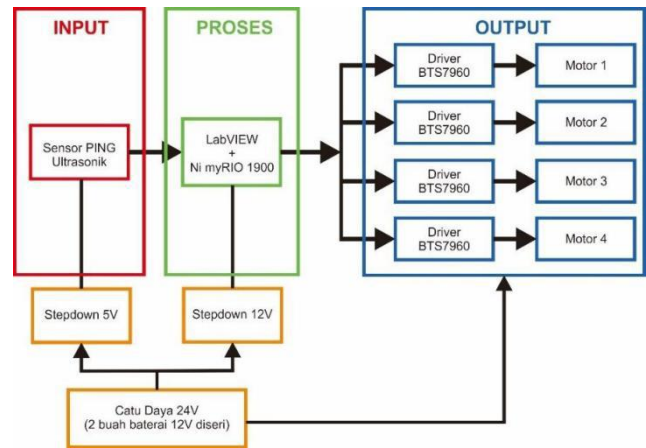 INPUT
PROSES
OUTPUT
Sensor PING
Ultrasonik
LabVIEW
+
Ni myRIO 1900
Driver
BTS7960
Motor 1
Driver
BTS7960
Motor 2
Driver
BTS7960
Motor 3
Driver
BTS7960
Motor 4
Stepdown 5V
Stepdown 12V
Catu Daya 24V
(2 buah baterai 12V diseri)